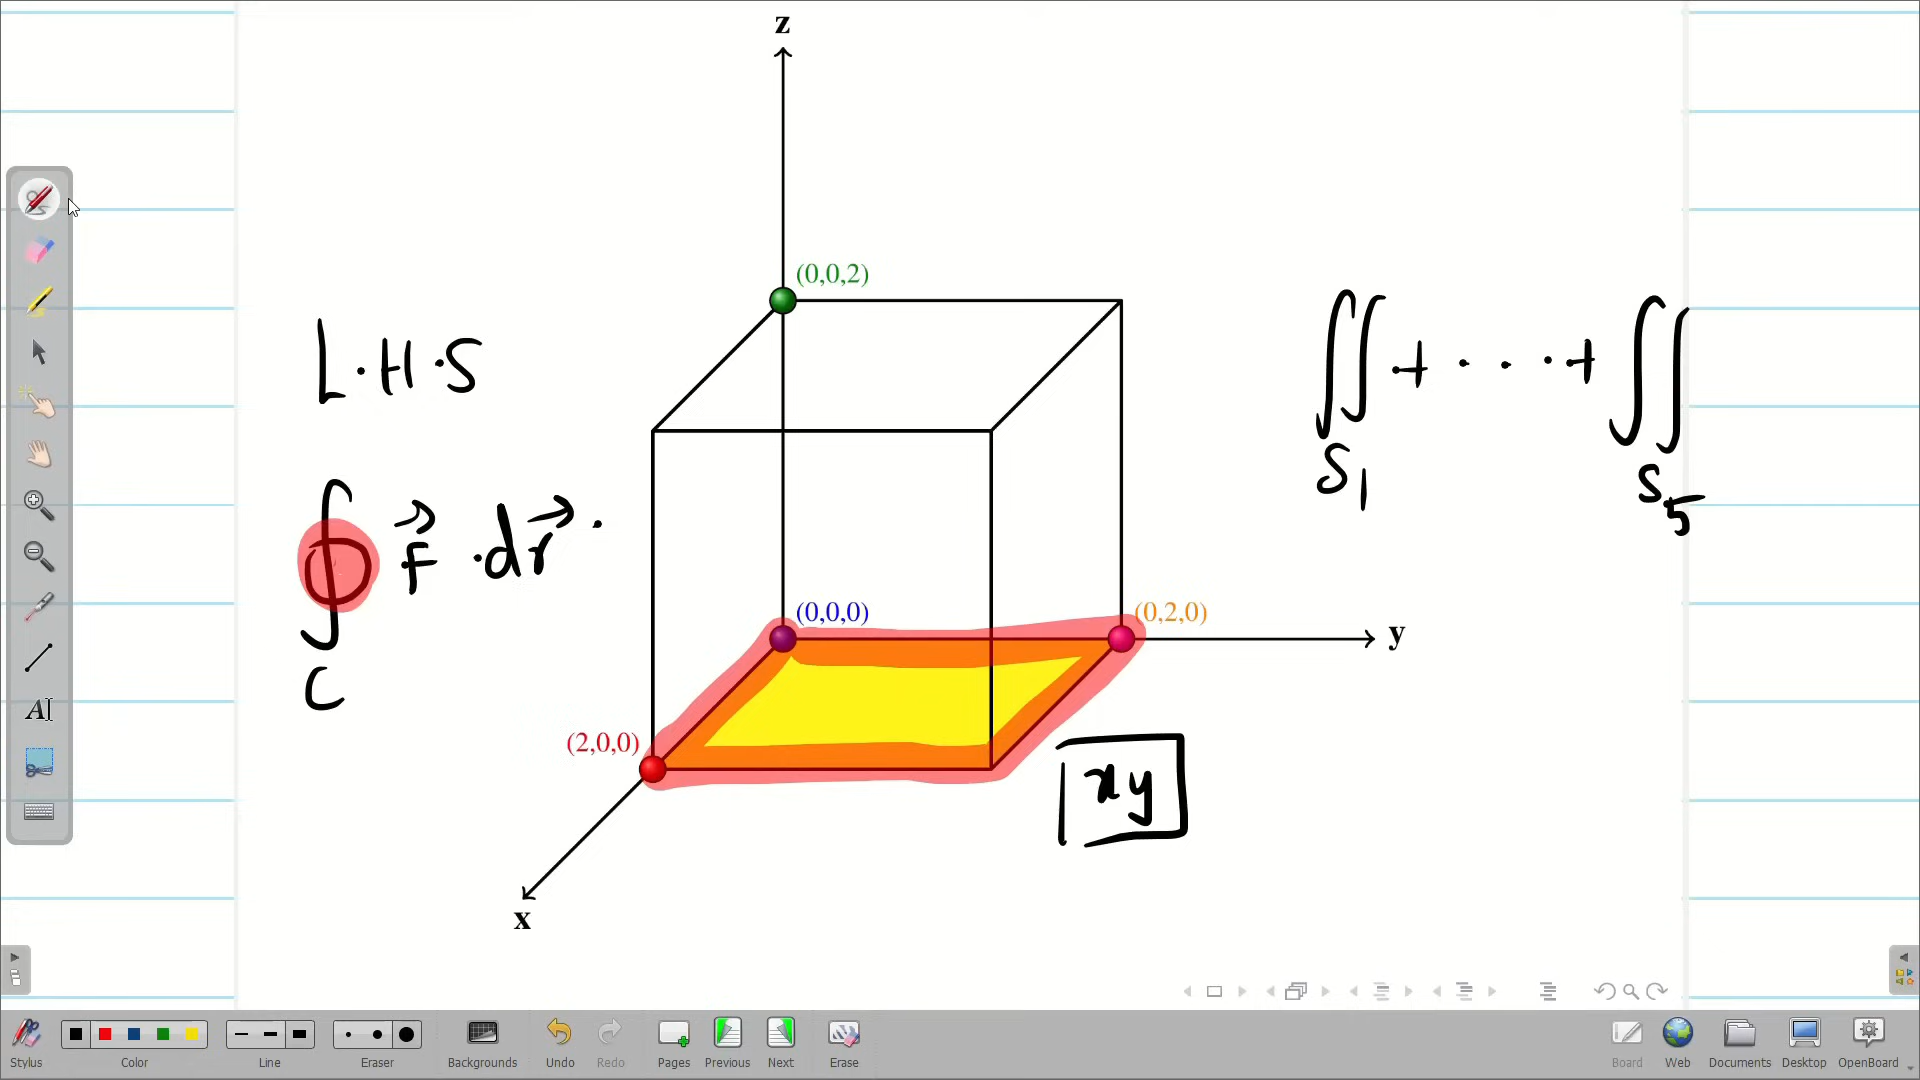 z
(0,0,2)
L.H.S
∬ + . . . + ∬
S1 S5
∮ F⃗ . dr⃗ .
C
(0,0,0)
(0,2,0)
y
(2,0,0)
xy
x
A
Stylus Color Line Eraser Backgrounds Undo Redo Pages Previous Next Erase Board Web Documents Desktop OpenBoard